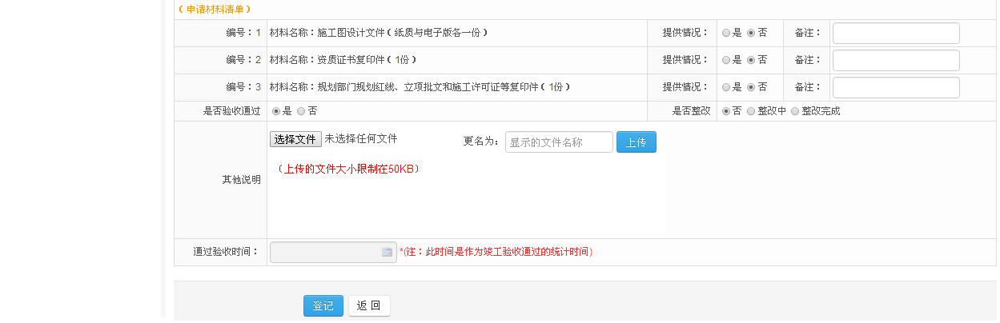 （申请材料清单）
编号：1 材料名称：施工图设计文件（纸质与电子版各一份） 提供情况： 是 否 备注：
编号：2 材料名称：资质证书复印件（1份） 提供情况： 是 否 备注：
编号：3 材料名称：规划部门规划红线、立项批文和施工许可证等复印件（1份） 提供情况： 是 否 备注：
是否验收通过 是 否 是否整改 否 整改中 整改完成
选择文件 未选择任何文件 更名为： 显示的文件名称 上传
（上传的文件大小限制在50KB）
其他说明
通过验收时间： *(注：此时间是作为竣工验收通过的统计时间)
登记 返 回